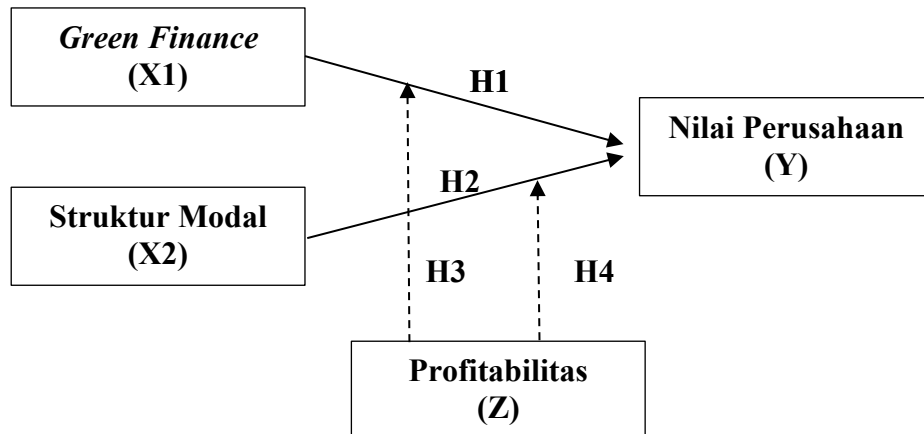 Green Finance
(X1)
H1
Nilai Perusahaan
(Y)
H2
Struktur Modal
(X2)
H3
H4
Profitabilitas
(Z)